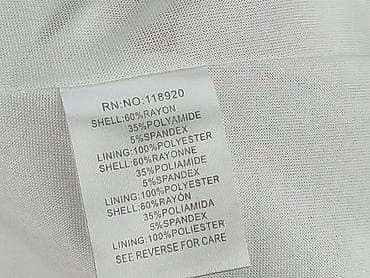 RN:NO:118920
SHELL:60%RAYON
35%POLYAMIDE
5%SPANDEX
LINING:100%POLYESTER
SHELL:60%RAYONNE
35%POLIAMIDE
5%SPANDEX
LINING:100%POLYESTER
SHELL:60%RAYÓN
35%POLIAMIDA
5%SPANDEX
LINING:100%POLIESTER
SEE REVERSE FOR CARE